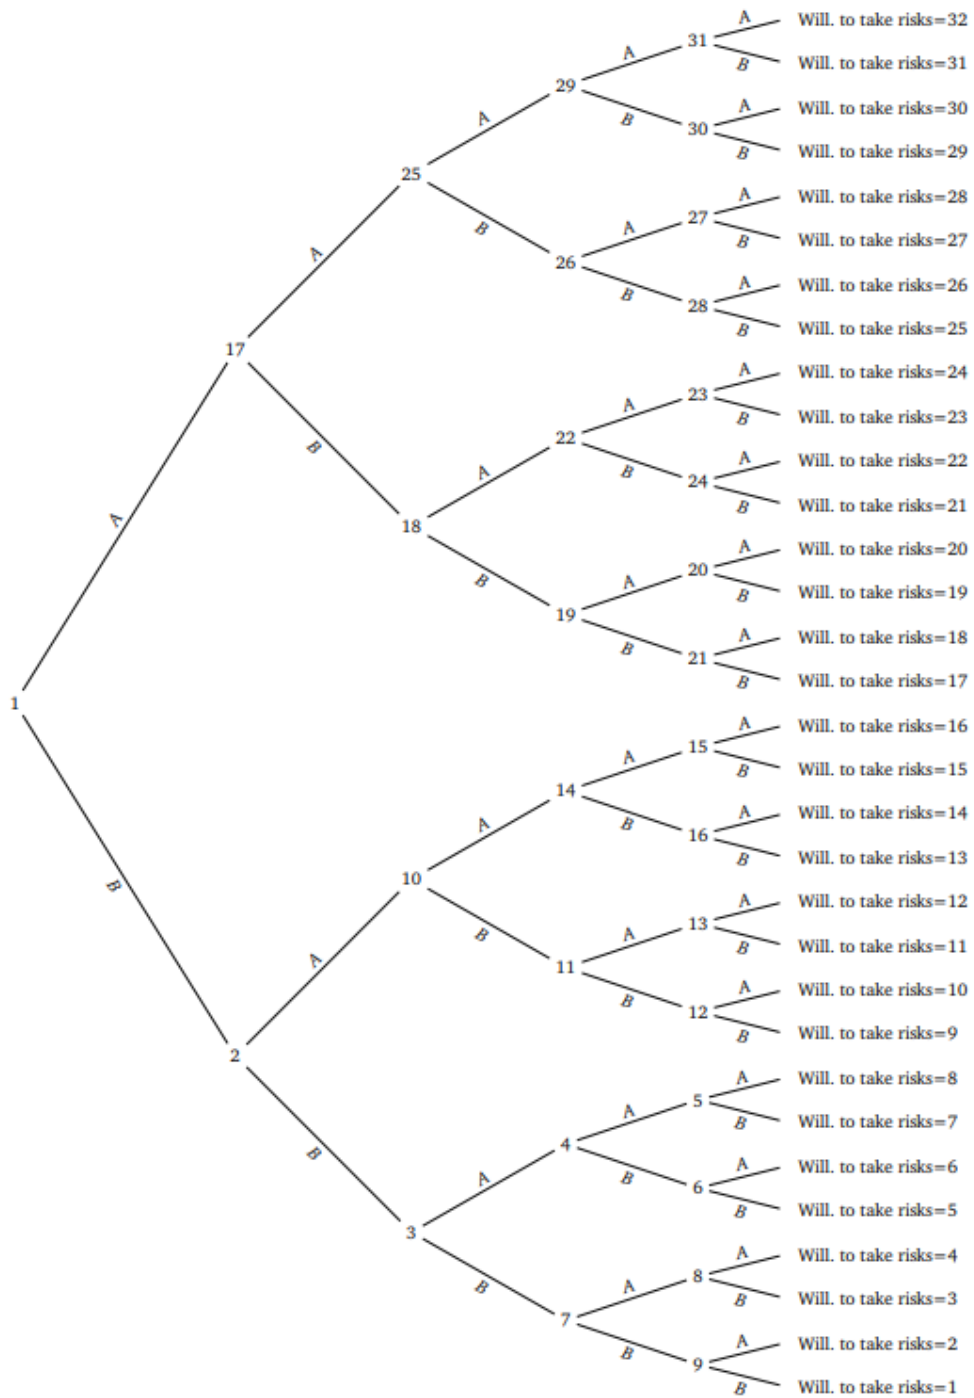 A
Will. to take risks=32
31
A
B
Will. to take risks=31
29
A
Will. to take risks=30
A
B
30
B
Will. to take risks=29
25
A
Will. to take risks=28
27
A
A
B
Will. to take risks=27
B
26
A
Will. to take risks=26
B
28
B
Will. to take risks=25
17
A
Will. to take risks=24
23
A
B
Will. to take risks=23
22
B
A
Will. to take risks=22
A
B
24
B
Will. to take risks=21
18
A
Will. to take risks=20
20
B
A
B
Will. to take risks=19
19
A
Will. to take risks=18
B
21
B
Will. to take risks=17
A
1
A
Will. to take risks=16
15
A
B
Will. to take risks=15
14
A
Will. to take risks=14
A
B
16
B
Will. to take risks=13
10
B
A
Will. to take risks=12
13
B
A
B
Will. to take risks=11
A
11
A
Will. to take risks=10
B
12
B
Will. to take risks=9
2
A
Will. to take risks=8
5
A
B
Will. to take risks=7
4
B
A
Will. to take risks=6
A
B
6
B
Will. to take risks=5
3
A
Will. to take risks=4
8
B
A
B
Will. to take risks=3
7
A
Will. to take risks=2
B
9
B
Will. to take risks=1